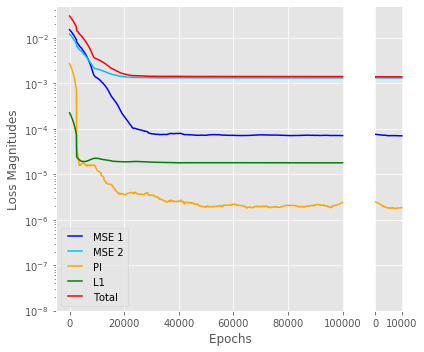 Loss Magnitudes
10⁻²
10⁻³
10⁻⁴
10⁻⁵
10⁻⁶
10⁻⁷
10⁻⁸
MSE 1
MSE 2
PI
L1
Total
0 20000 40000 60000 80000 100000 0 10000
Epochs